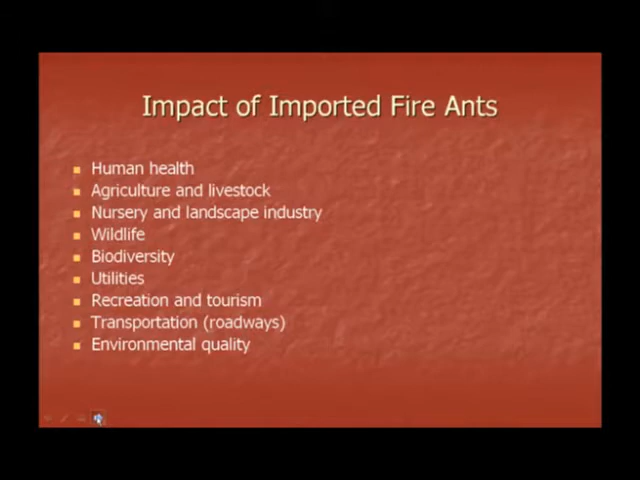 Impact of Imported Fire Ants
Human health
Agriculture and livestock
Nursery and landscape industry
Wildlife
Biodiversity
Utilities
Recreation and tourism
Transportation (roadways)
Environmental quality